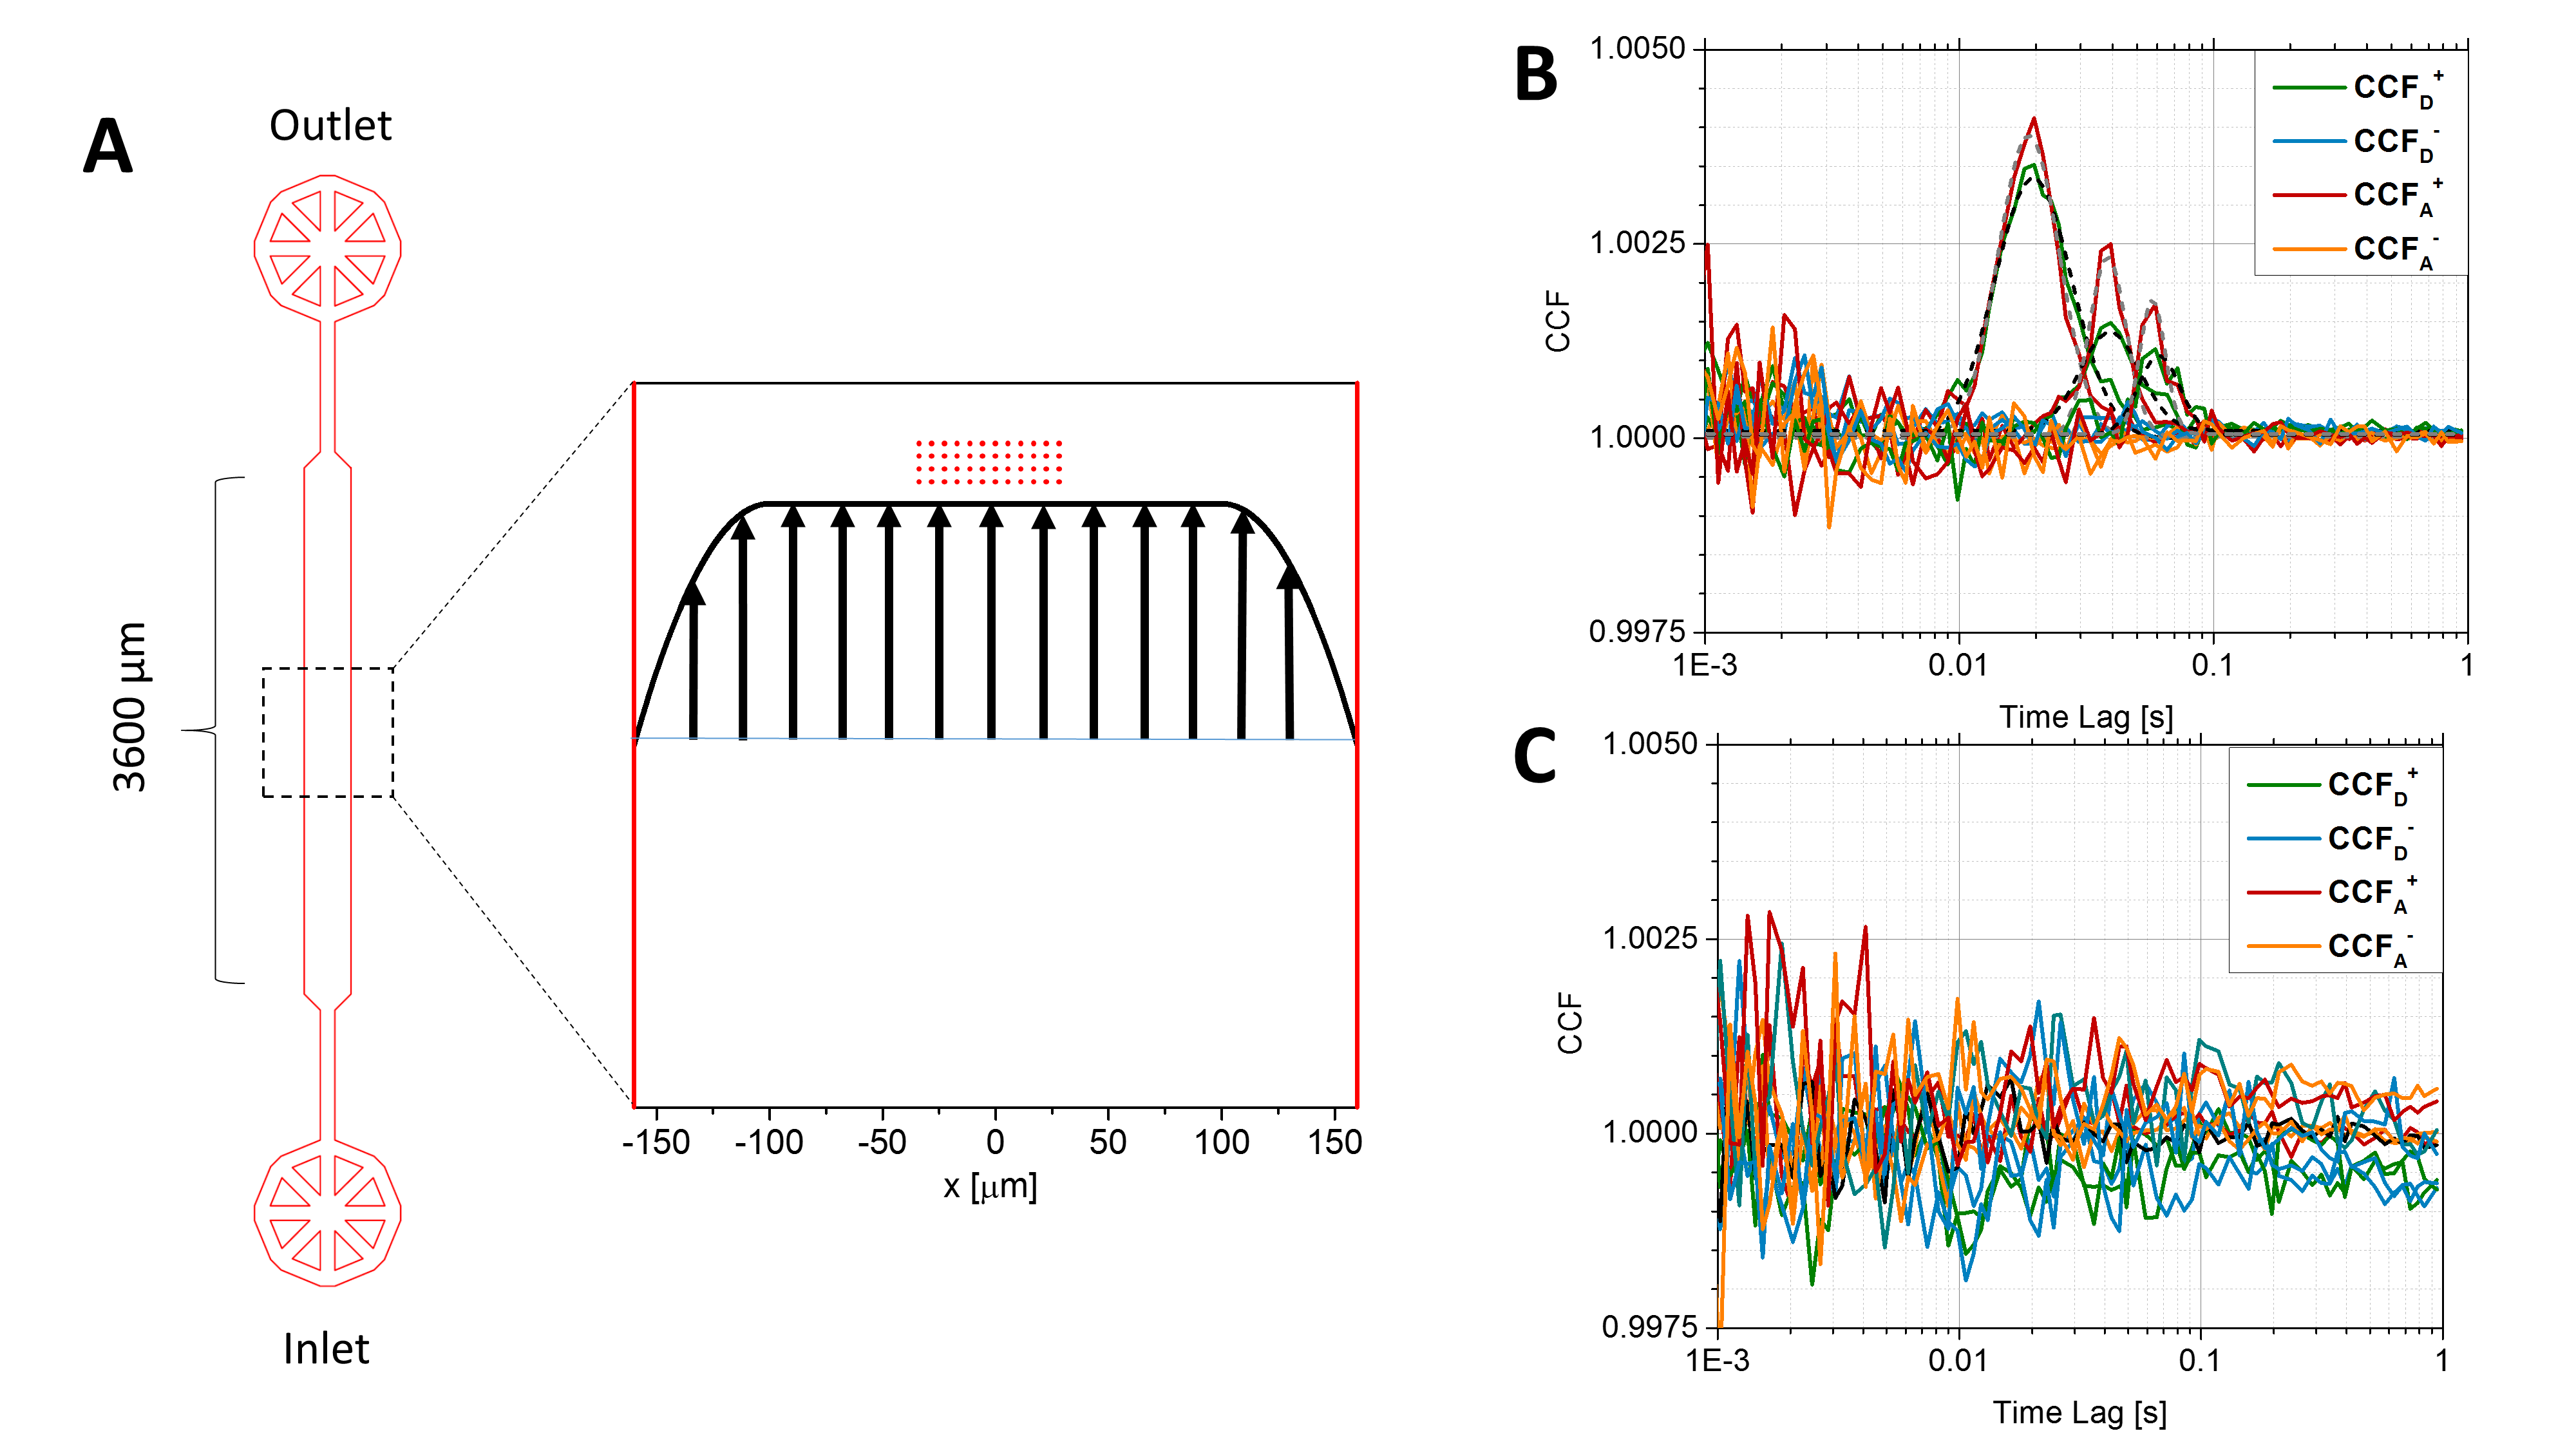 A
Outlet
3600 μm
Inlet
-150 -100 -50 0 50 100 150
x [μm]
B
1.0050
1.0025
1.0000
0.9975
CCF
1E-3 0.01 0.1 1
Time Lag [s]
CCF_D^+
CCF_D^-
CCF_A^+
CCF_A^-
C
1.0050
1.0025
1.0000
0.9975
CCF
1E-3 0.01 0.1 1
Time Lag [s]
CCF_D^+
CCF_D^-
CCF_A^+
CCF_A^-